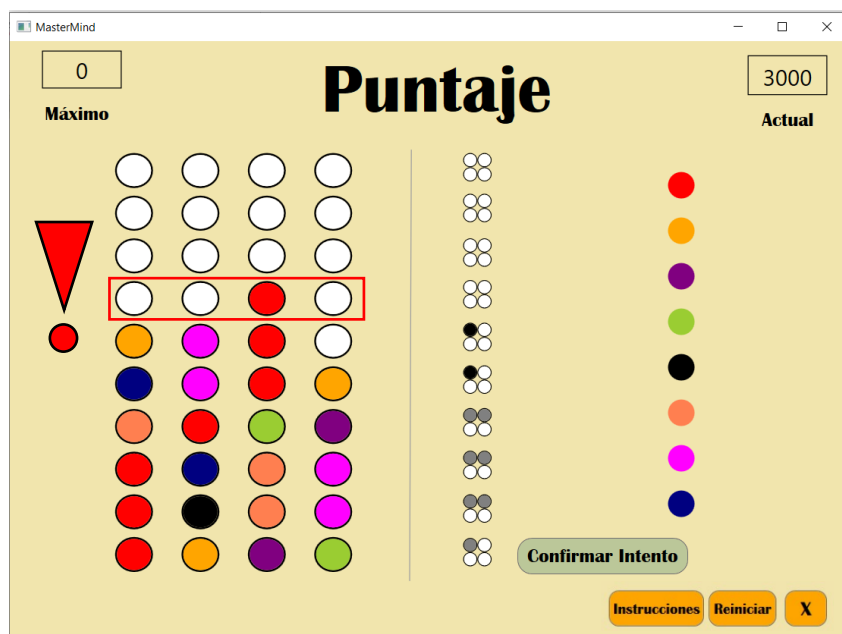 MasterMind
0
Puntaje
3000
Máximo
Actual
Confirmar Intento
Instrucciones
Reiniciar
X